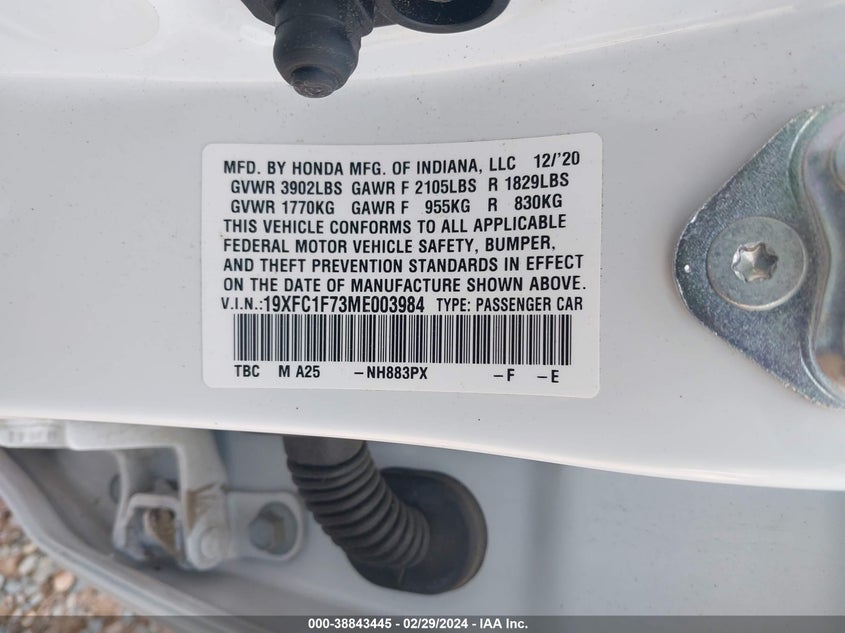 MFD. BY HONDA MFG. OF INDIANA, LLC 12/'20
GVWR 3902LBS GAWR F 2105LBS R 1829LBS
GVWR 1770KG GAWR F 955KG R 830KG
THIS VEHICLE CONFORMS TO ALL APPLICABLE
FEDERAL MOTOR VEHICLE SAFETY, BUMPER,
AND THEFT PREVENTION STANDARDS IN EFFECT
ON THE DATE OF MANUFACTURE SHOWN ABOVE.
V.I.N.:19XFC1F73ME003984 TYPE: PASSENGER CAR
TBC M A25 -NH883PX -F -E
000-38843445 - 02/29/2024 - IAA Inc.